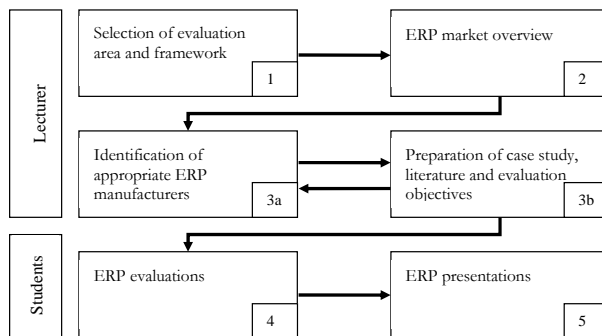 Lecturer
Selection of evaluation
area and framework
1
ERP market overview
2
Identification of
appropriate ERP
manufacturers
3a
Preparation of case study,
literature and evaluation
objectives
3b
Students
ERP evaluations
4
ERP presentations
5